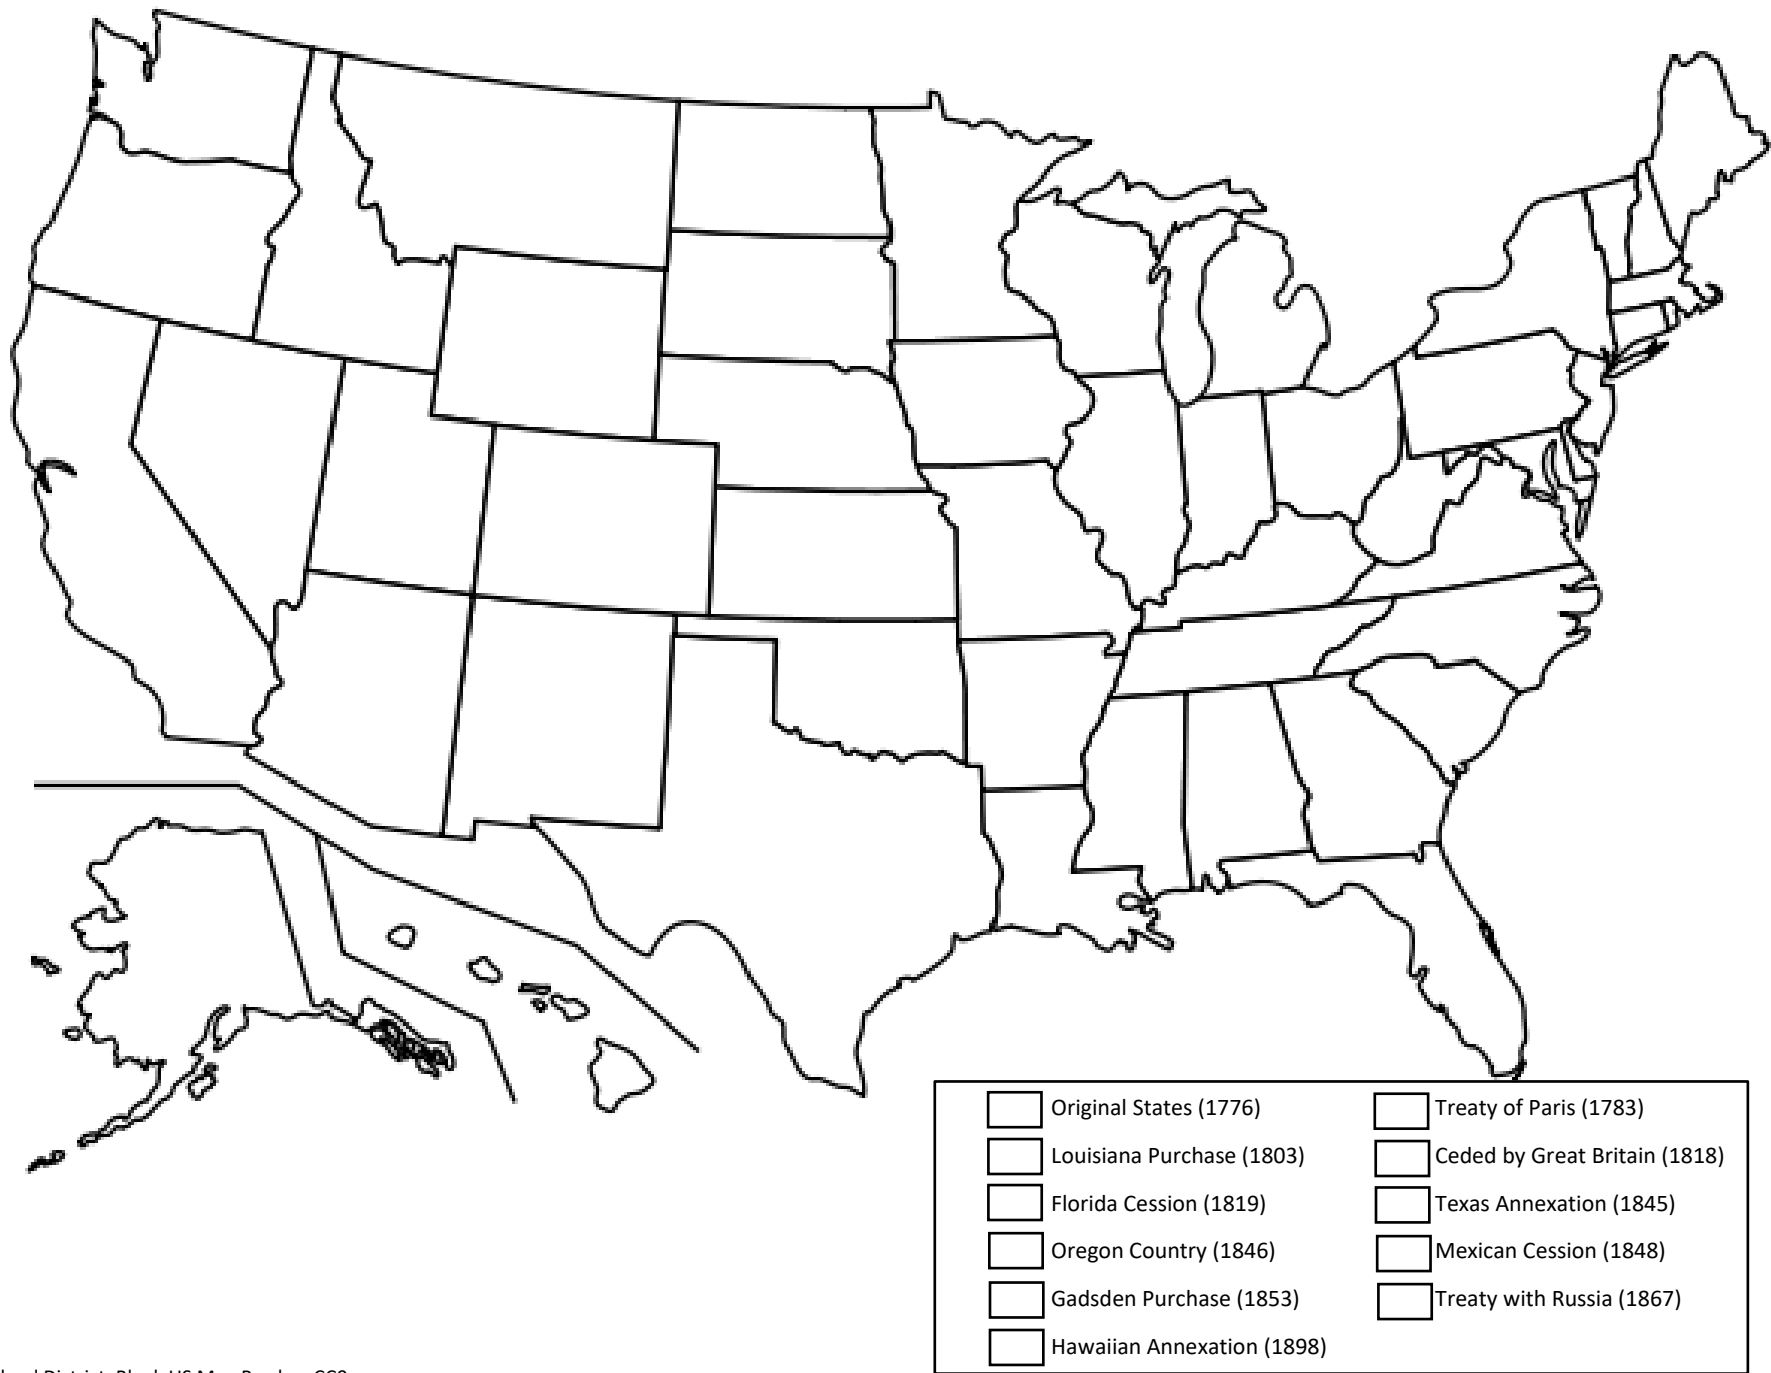 Original States (1776)
Treaty of Paris (1783)
Louisiana Purchase (1803)
Ceded by Great Britain (1818)
Florida Cession (1819)
Texas Annexation (1845)
Oregon Country (1846)
Mexican Cession (1848)
Gadsden Purchase (1853)
Treaty with Russia (1867)
Hawaiian Annexation (1898)